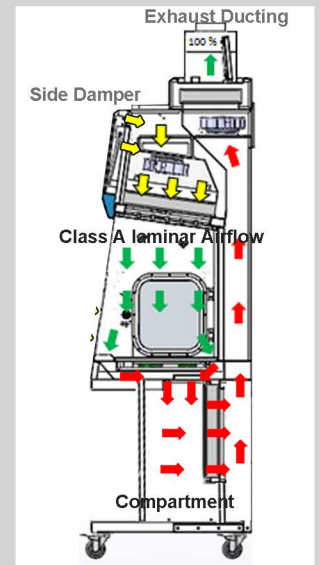 Exhaust Ducting
100 %
Side Damper
Class A laminar Airflow
Compartment